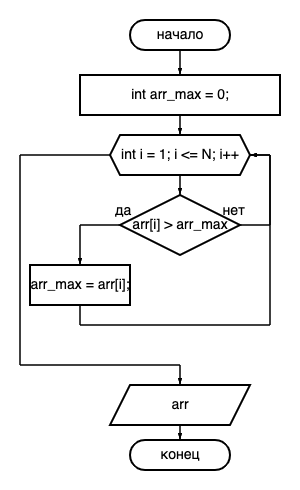 начало
int arr_max = 0;
int i = 1; i <= N; i++
да
нет
arr[i] > arr_max
arr_max = arr[i];
arr
конец